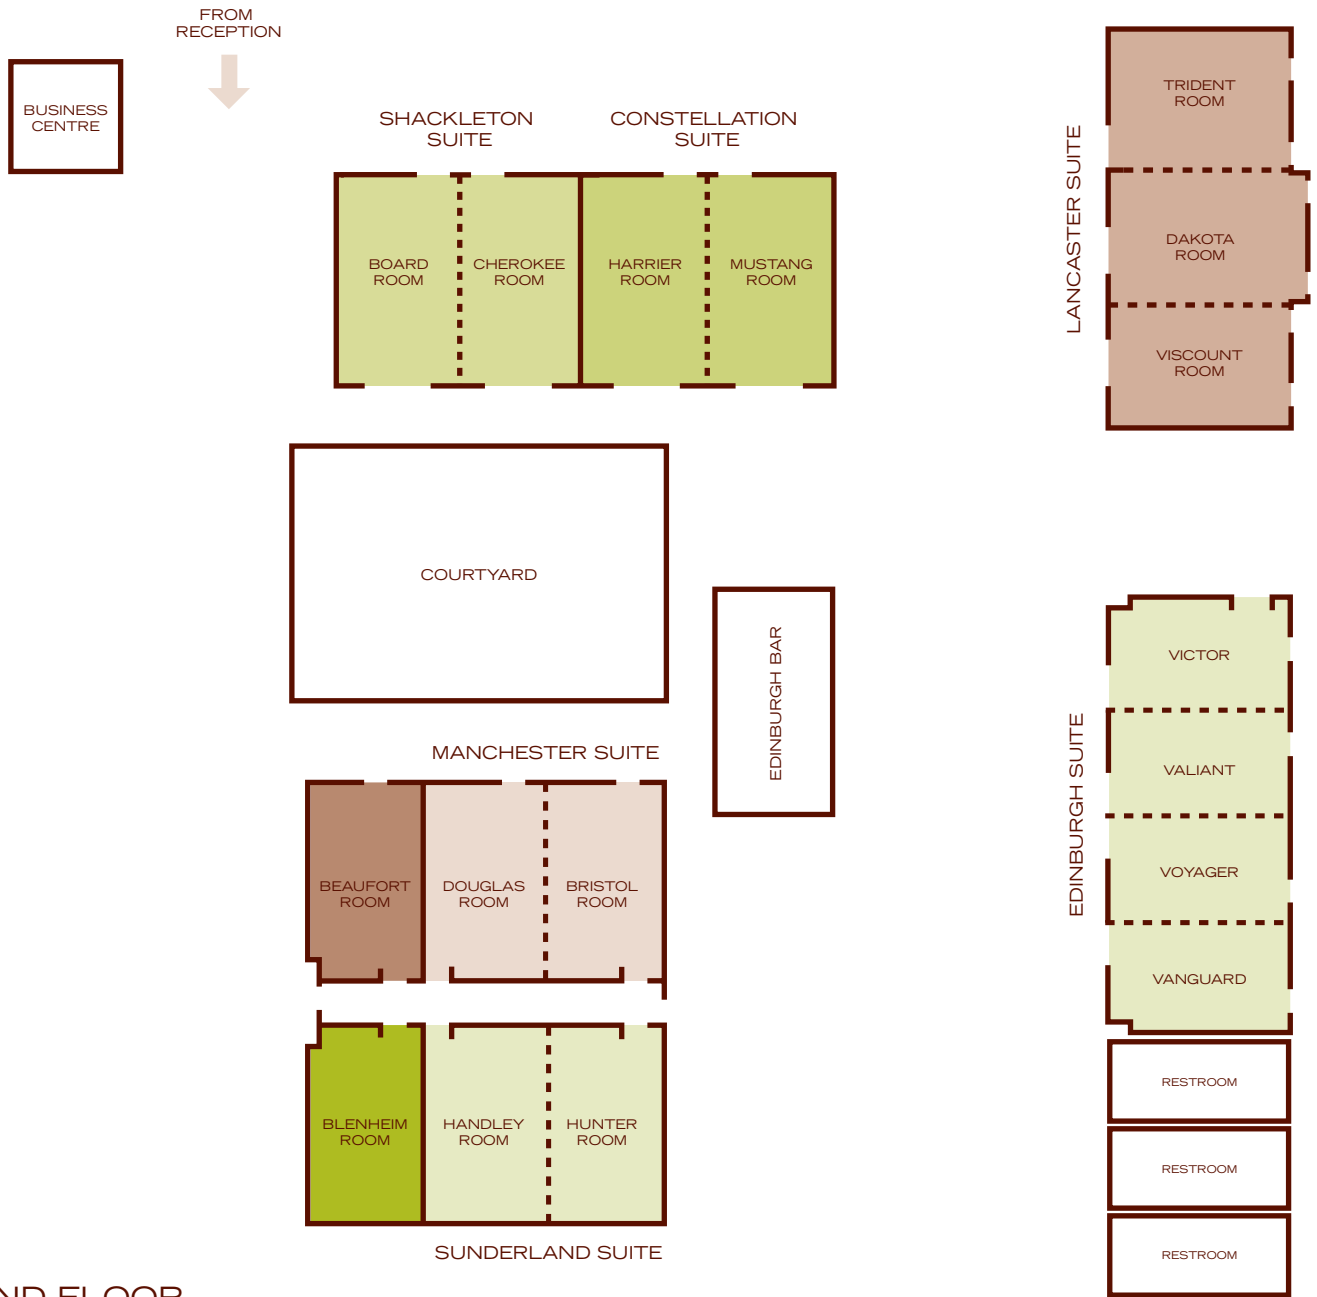 FROM
RECEPTION
BUSINESS
CENTRE
SHACKLETON
SUITE
CONSTELLATION
SUITE
BOARD
ROOM
CHEROKEE
ROOM
HARRIER
ROOM
MUSTANG
ROOM
LANCASTER SUITE
TRIDENT
ROOM
DAKOTA
ROOM
VISCOUNT
ROOM
COURTYARD
EDINBURGH BAR
EDINBURGH SUITE
VICTOR
VALIANT
VOYAGER
VANGUARD
MANCHESTER SUITE
BEAUFORT
ROOM
DOUGLAS
ROOM
BRISTOL
ROOM
BLENHEIM
ROOM
HANDLEY
ROOM
HUNTER
ROOM
SUNDERLAND SUITE
RESTROOM
RESTROOM
RESTROOM